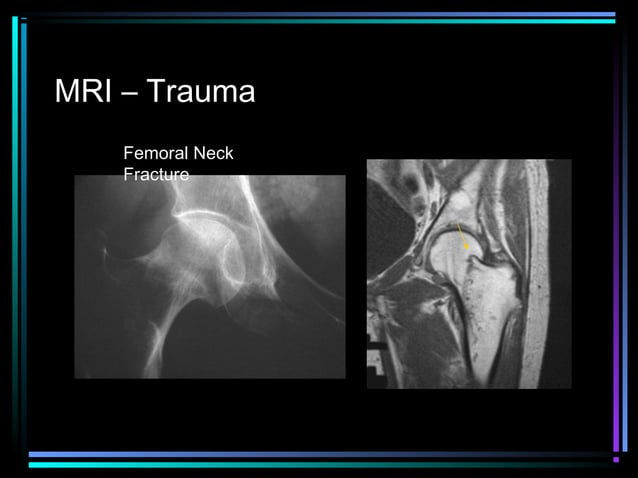 MRI – Trauma
Femoral Neck
Fracture